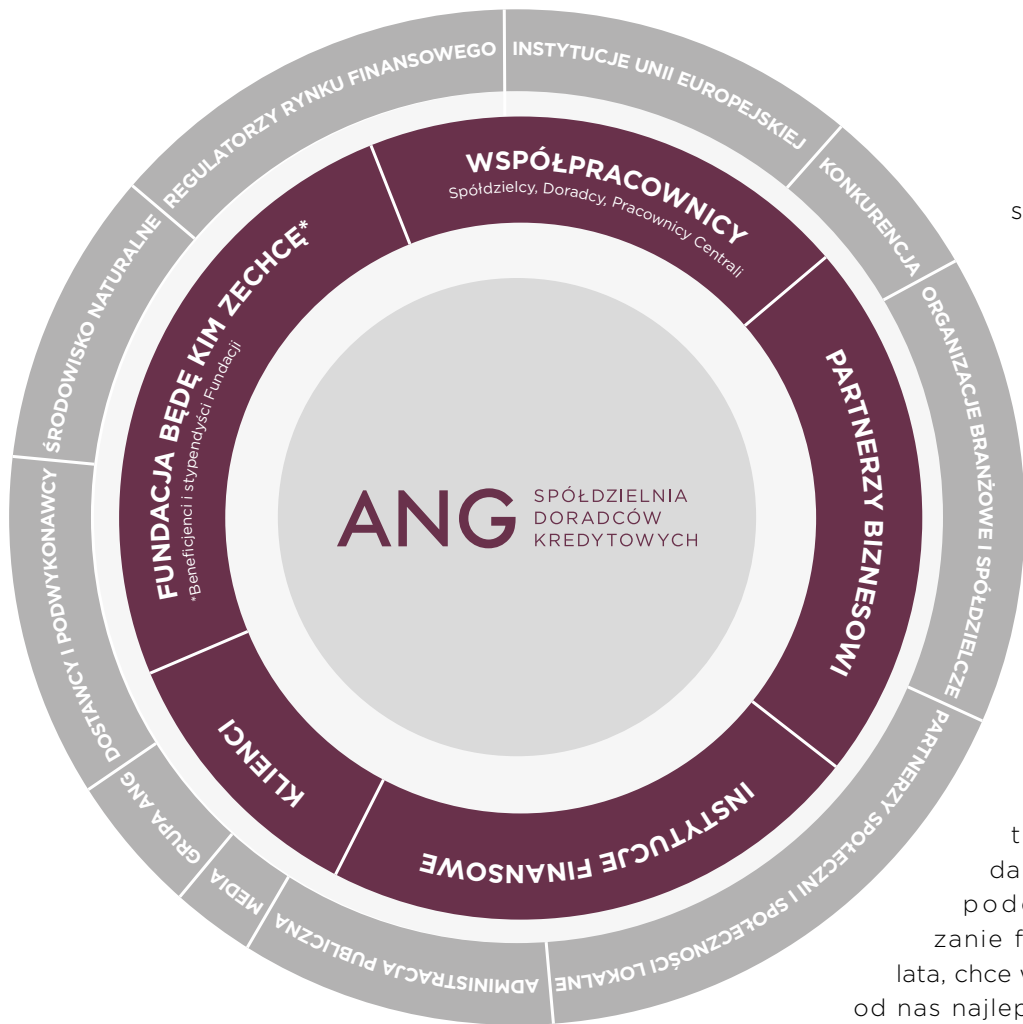 REGULATORZY RYNKU FINANSOWEGO
INSTYTUCJE UNII EUROPEJSKIEJ
KONKURENCJA
ORGANIZACJE BRANŻOWE I SPÓŁDZIELCZE
PARTNERZY SPOŁECZNI I SPOŁECZNOŚCI LOKALNE
ADMINISTRACJA PUBLICZNA
MEDIA
GRUPA ANG
DOSTAWCY I PODWYKONAWCY
ŚRODOWISKO NATURALNE
WSPÓŁPRACOWNICY
Spółdzielcy, Doradcy, Pracownicy Centrali
PARTNERZY BIZNESOWI
INSTYTUCJE FINANSOWE
KLIENCI
FUNDACJA BĘDĘ KIM ZECHCĘ*
*Beneficjenci i stypendyści Fundacji
ANG
SPÓŁDZIELNIA
DORADCÓW
KREDYTOWYCH
s
t
da
zanie f
lata, chce
od nas najlep